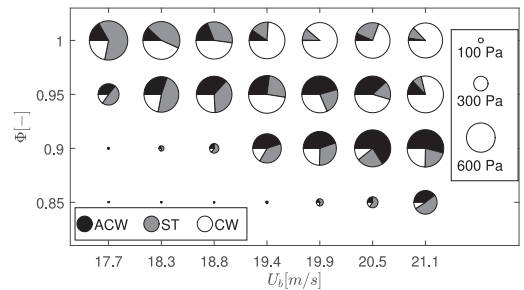 1
0.95
0.9
0.85
Φ[−]
100 Pa
300 Pa
600 Pa
ACW ST CW
17.7 18.3 18.8 19.4 19.9 20.5 21.1
U_b[m/s]